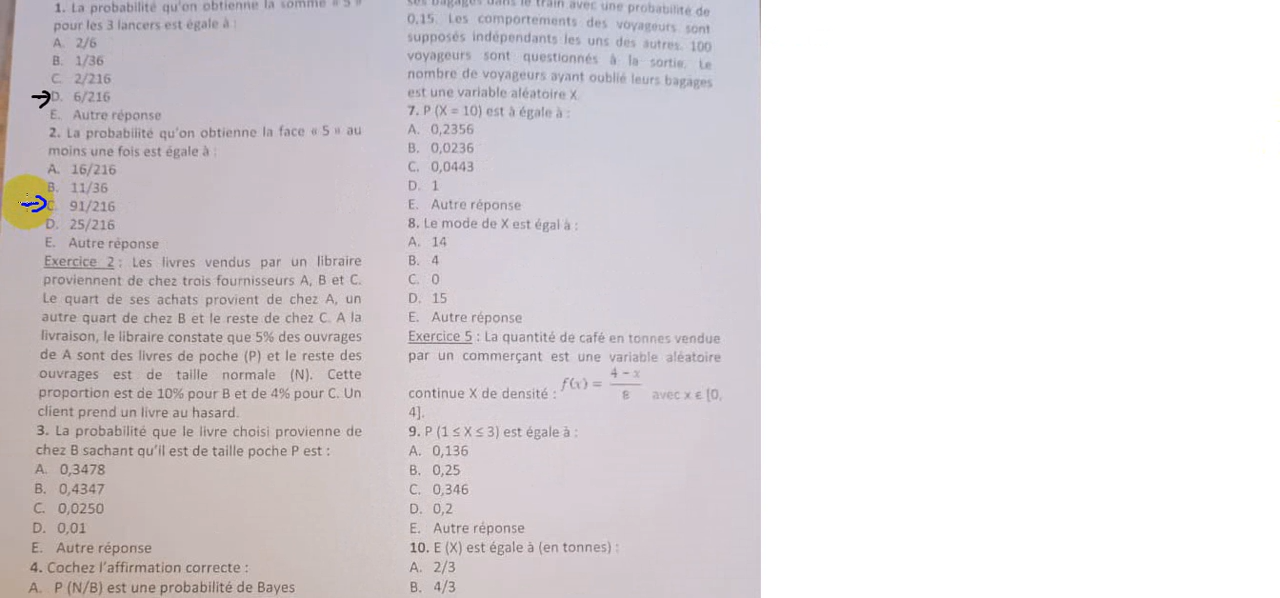 1. La probabilité qu'on obtienne la somme « 5 »
pour les 3 lancers est égale à :
A. 2/6
B. 1/36
C. 2/216
D. 6/216
E. Autre réponse
2. La probabilité qu'on obtienne la face « 5 » au
moins une fois est égale à :
A. 16/216
B. 11/36
C. 91/216
D. 25/216
E. Autre réponse
Exercice 2 : Les livres vendus par un libraire
proviennent de chez trois fournisseurs A, B et C.
Le quart de ses achats provient de chez A, un
autre quart de chez B et le reste de chez C. A la
livraison, le libraire constate que 5% des ouvrages
de A sont des livres de poche (P) et le reste des
ouvrages est de taille normale (N). Cette
proportion est de 10% pour B et de 4% pour C. Un
client prend un livre au hasard.
3. La probabilité que le livre choisi provienne de
chez B sachant qu'il est de taille poche P est :
A. 0,3478
B. 0,4347
C. 0,0250
D. 0,01
E. Autre réponse
4. Cochez l'affirmation correcte :
A. P (N/B) est une probabilité de Bayes
ses bagages dans le train avec une probabilité de
0,15. Les comportements des voyageurs sont
supposés indépendants les uns des autres. 100
voyageurs sont questionnés à la sortie. Le
nombre de voyageurs ayant oublié leurs bagages
est une variable aléatoire X.
7. P (X = 10) est à égale à :
A. 0,2356
B. 0,0236
C. 0,0443
D. 1
E. Autre réponse
8. Le mode de X est égal à :
A. 14
B. 4
C. 0
D. 15
E. Autre réponse
Exercice 5 : La quantité de café en tonnes vendue
par un commerçant est une variable aléatoire
continue X de densité : f(x) = (4 - x)/8 avec x ϵ [0,
4].
9. P (1 ≤ X ≤ 3) est égale à :
A. 0,136
B. 0,25
C. 0,346
D. 0,2
E. Autre réponse
10. E (X) est égale à (en tonnes) :
A. 2/3
B. 4/3